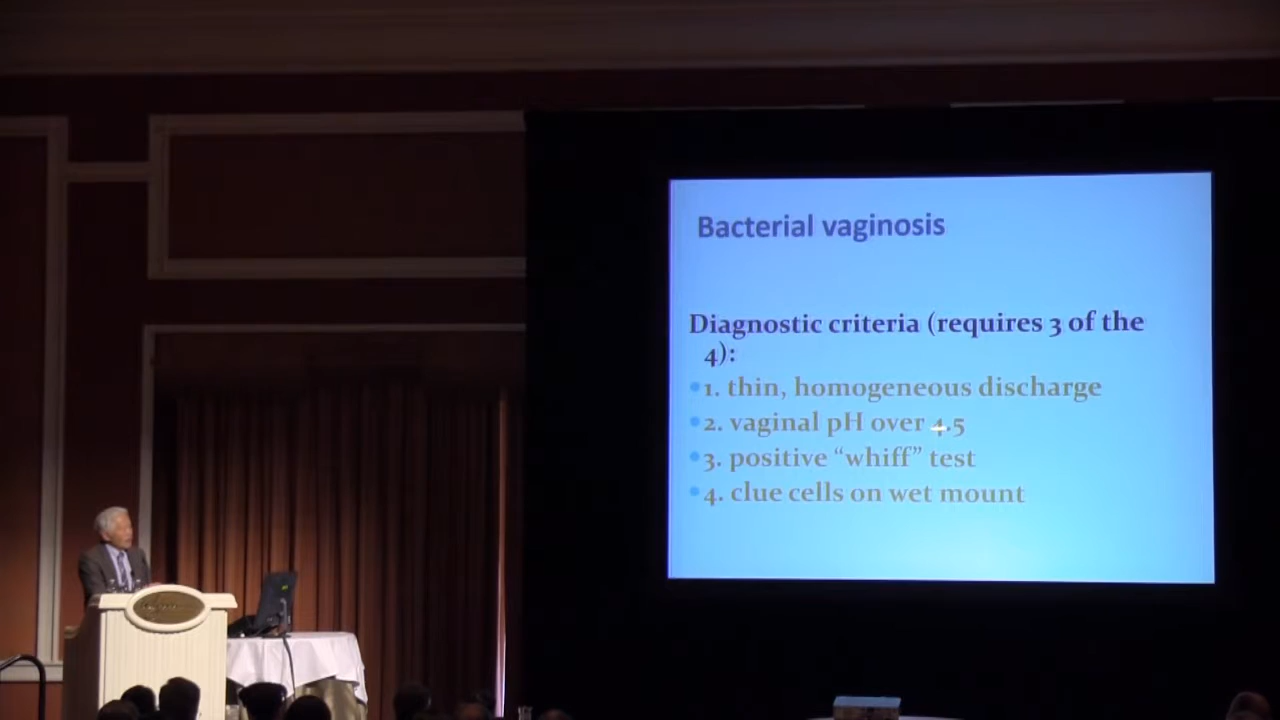 Bacterial vaginosis
Diagnostic criteria (requires 3 of the
4):
•1. thin, homogeneous discharge
•2. vaginal pH over 4.5
•3. positive “whiff” test
•4. clue cells on wet mount